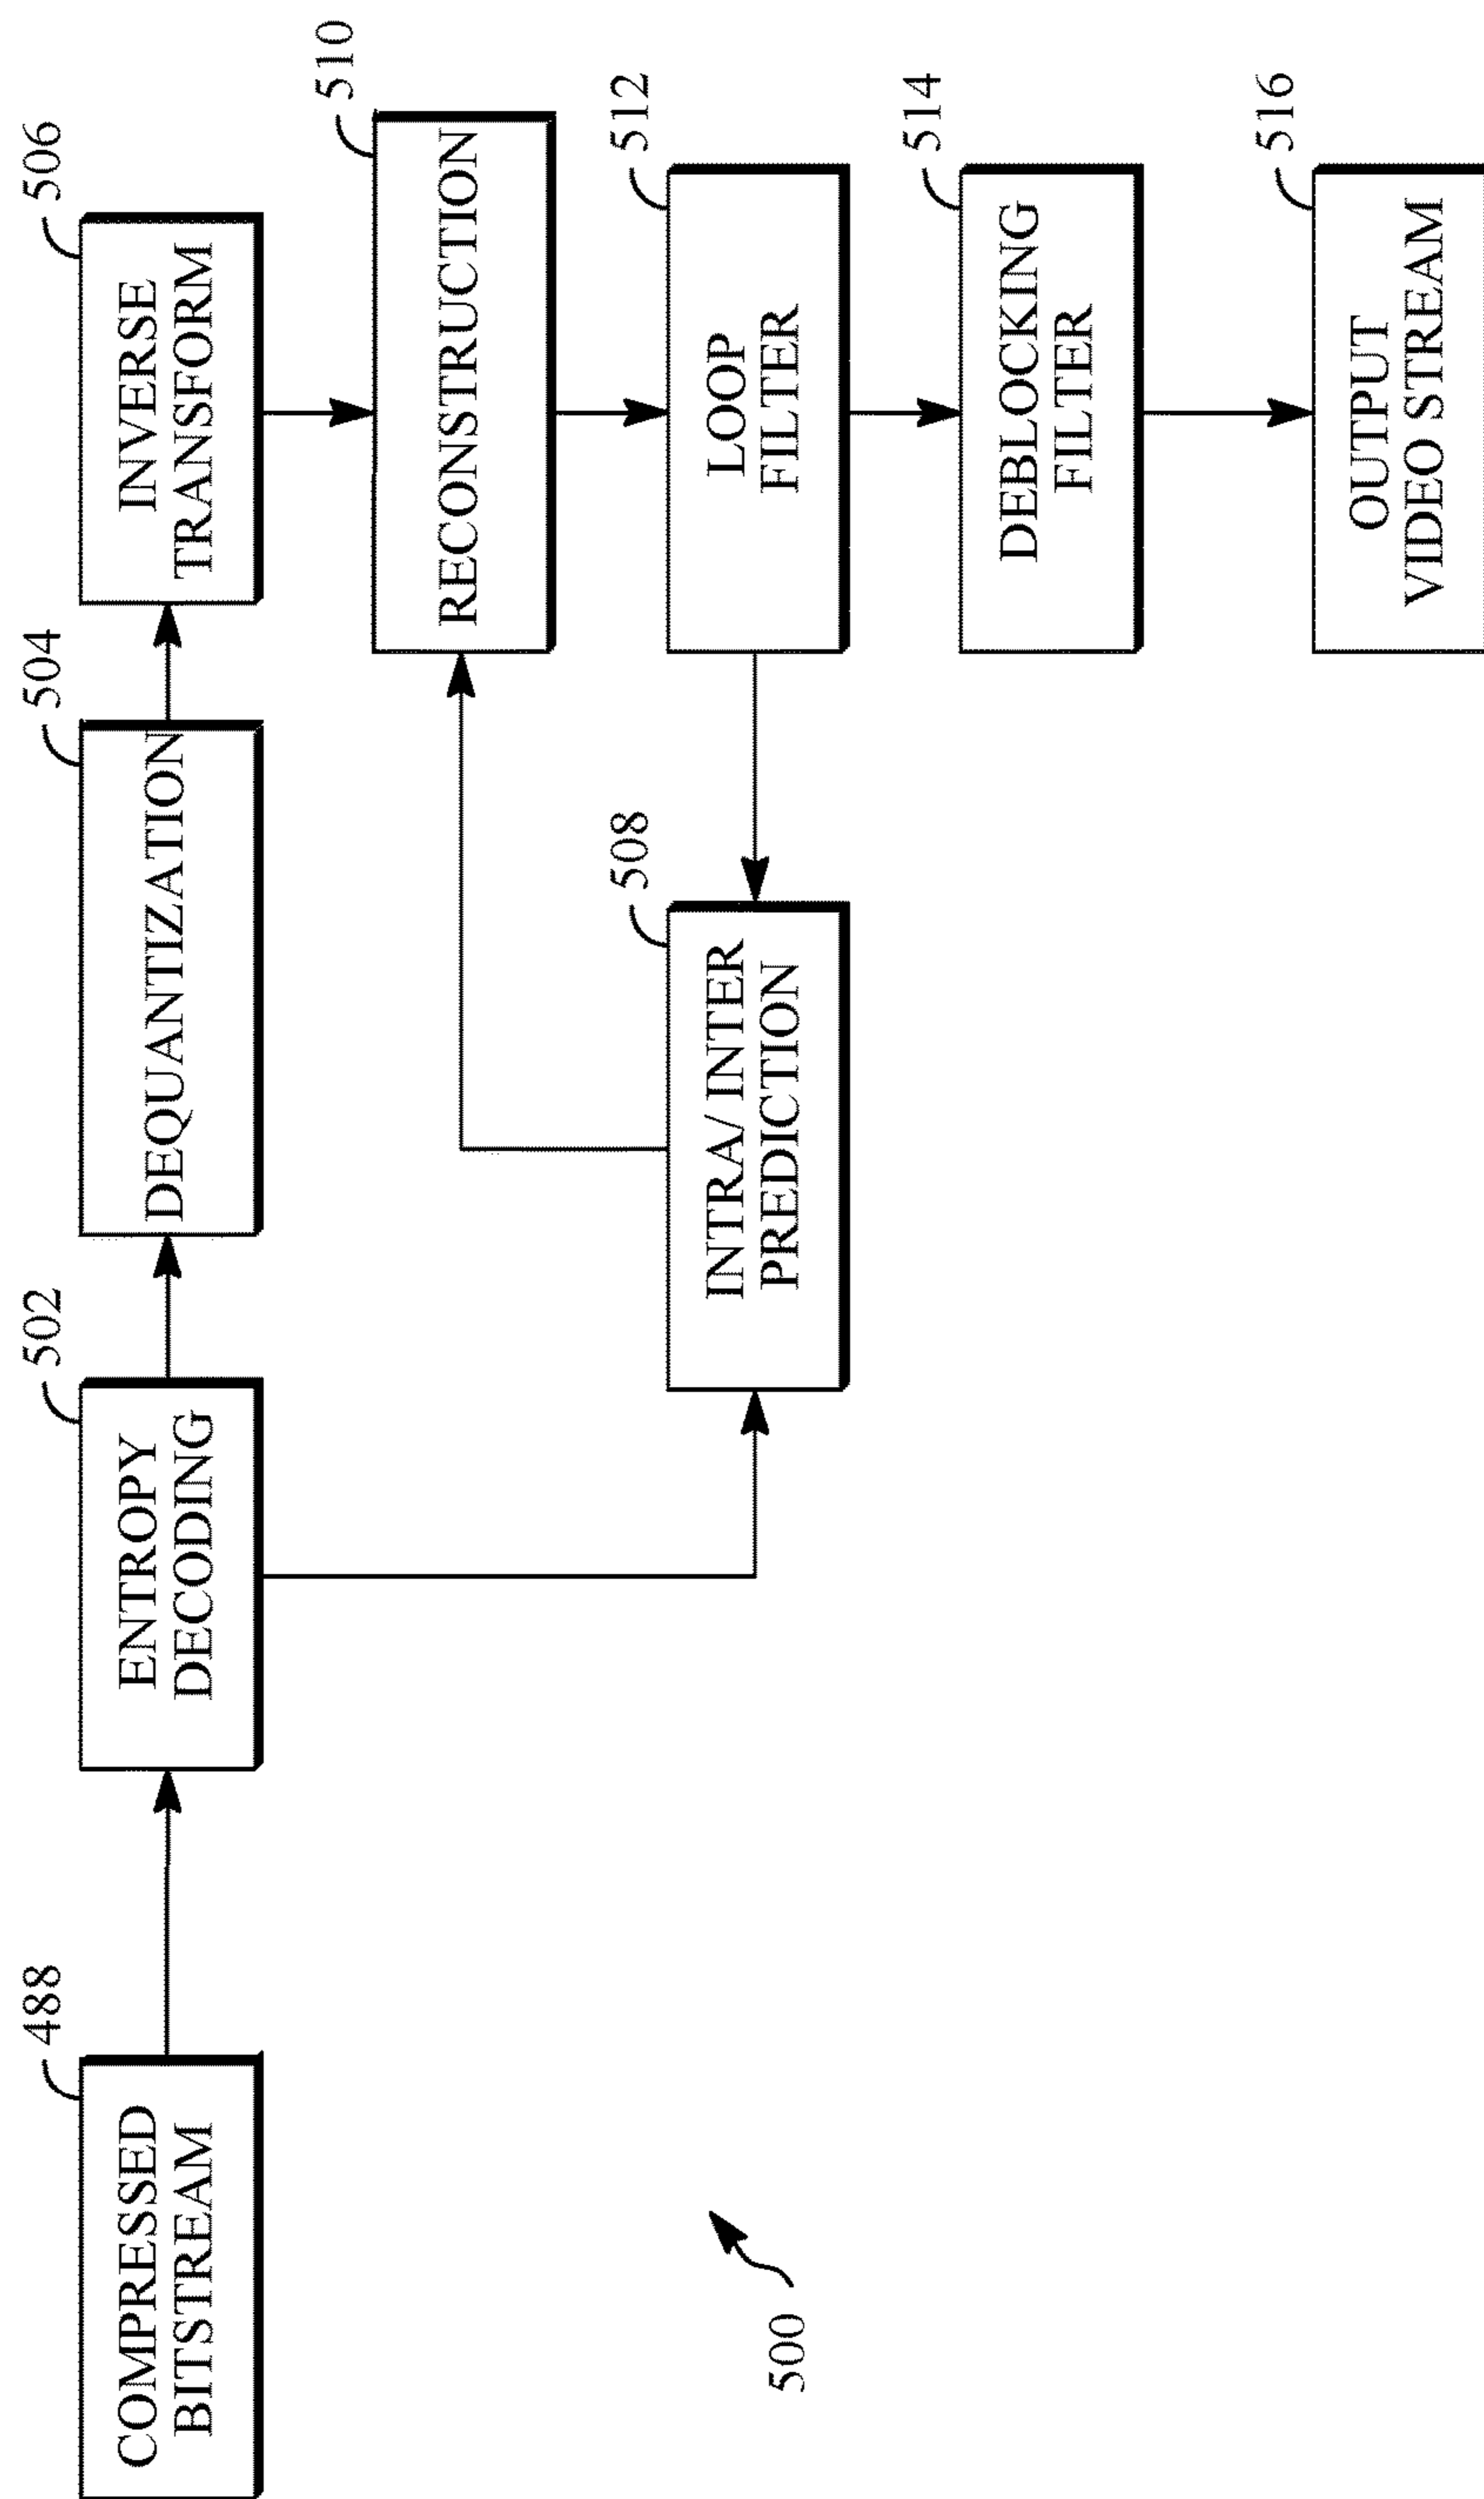 488
COMPRESSED
BITSTREAM
502
ENTROPY
DECODING
504
DEQUANTIZATION
506
INVERSE
TRANSFORM
510
RECONSTRUCTION
508
INTRA/ INTER
PREDICTION
512
LOOP
FILTER
514
DEBLOCKING
FILTER
516
OUTPUT
VIDEO STREAM
500